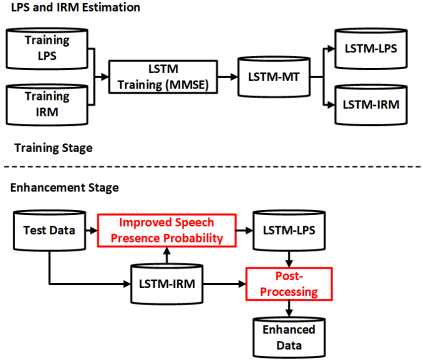 LPS and IRM Estimation
Training
LPS
Training
IRM
LSTM
Training (MMSE)
LSTM-MT
LSTM-LPS
LSTM-IRM
Training Stage
Enhancement Stage
Test Data
Improved Speech
Presence Probability
LSTM-LPS
LSTM-IRM
Post-
Processing
Enhanced
Data